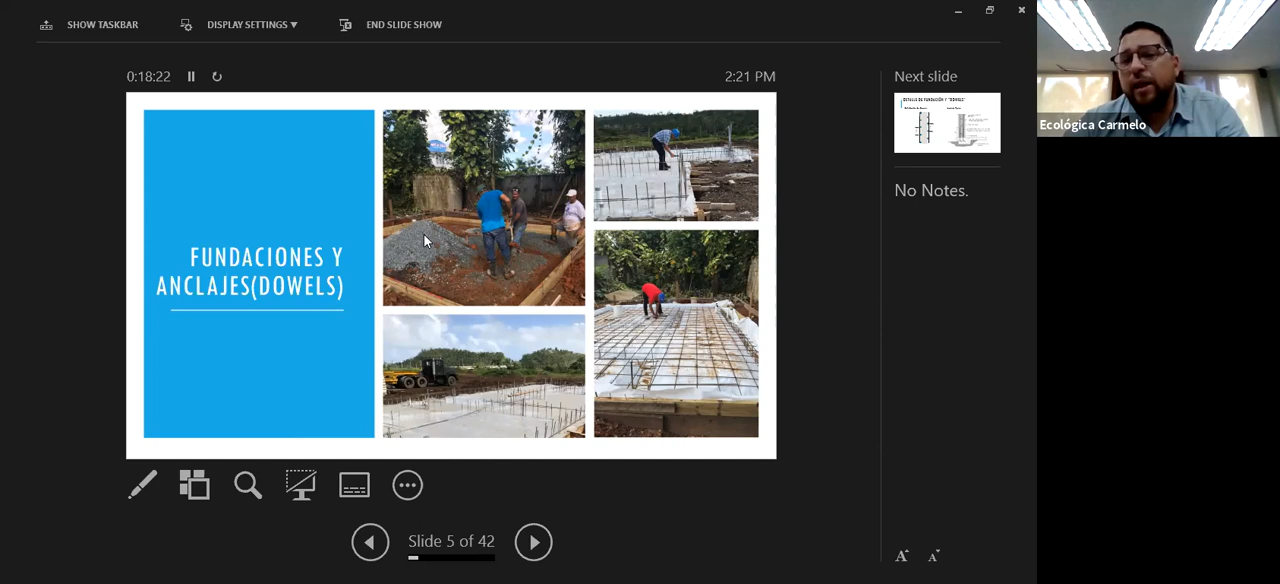 SHOW TASKBAR
DISPLAY SETTINGS ▼
END SLIDE SHOW
0:18:22
2:21 PM
Next slide
FUNDACIONES Y
ANCLAJES(DOWELS)
Ecológica Carmelo
No Notes.
Slide 5 of 42
A
A